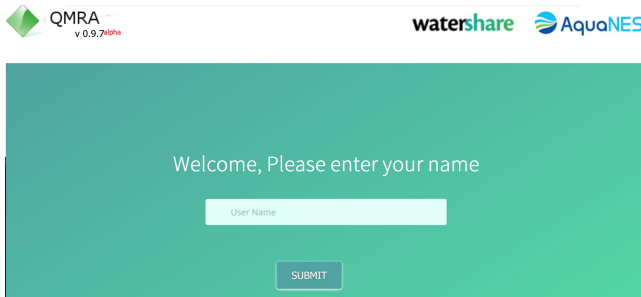 QMRA
v 0.9.7alpha
watershare
AquaNES
Welcome, Please enter your name
User Name
SUBMIT